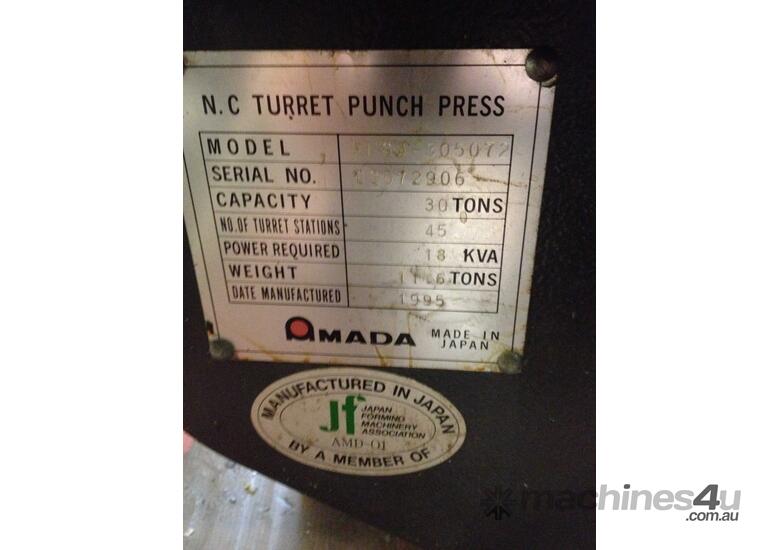 N.C TURRET PUNCH PRESS
MODEL
SERIAL NO.
CAPACITY 30 TONS
NO.OF TURRET STATIONS 45
POWER REQUIRED 18 KVA
WEIGHT TONS
DATE MANUFACTURED 1995
AMADA MADE IN
JAPAN
MANUFACTURED IN JAPAN
Jf JAPAN
FORMING
MACHINERY
ASSOCIATION
AMD-01
BY A MEMBER OF
machines4u
.com.au